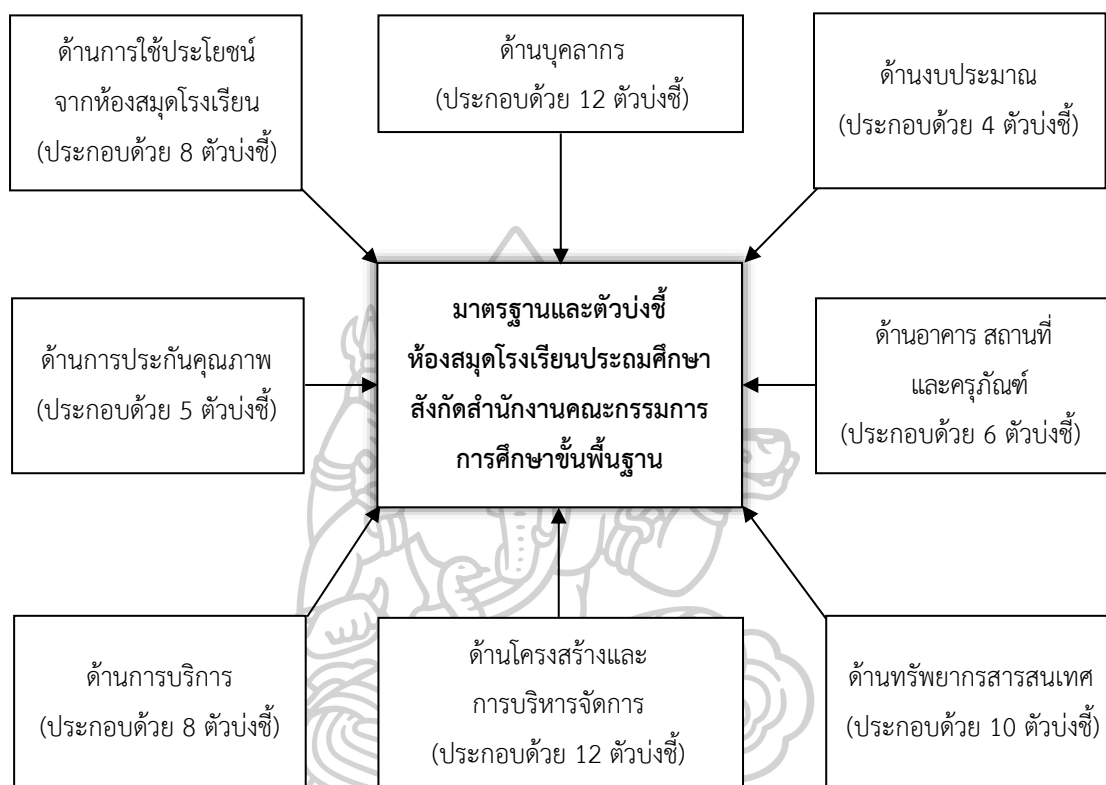 ด้านการใช้ประโยชน์
จากห้องสมุดโรงเรียน
(ประกอบด้วย 8 ตัวบ่งชี้)
ด้านบุคลากร
(ประกอบด้วย 12 ตัวบ่งชี้)
ด้านงบประมาณ
(ประกอบด้วย 4 ตัวบ่งชี้)
ด้านการประกันคุณภาพ
(ประกอบด้วย 5 ตัวบ่งชี้)
มาตรฐานและตัวบ่งชี้
ห้องสมุดโรงเรียนประถมศึกษา
สังกัดสำนักงานคณะกรรมการ
การศึกษาขั้นพื้นฐาน
ด้านอาคาร สถานที่
และครุภัณฑ์
(ประกอบด้วย 6 ตัวบ่งชี้)
ด้านการบริการ
(ประกอบด้วย 8 ตัวบ่งชี้)
ด้านโครงสร้างและ
การบริหารจัดการ
(ประกอบด้วย 12 ตัวบ่งชี้)
ด้านทรัพยากรสารสนเทศ
(ประกอบด้วย 10 ตัวบ่งชี้)